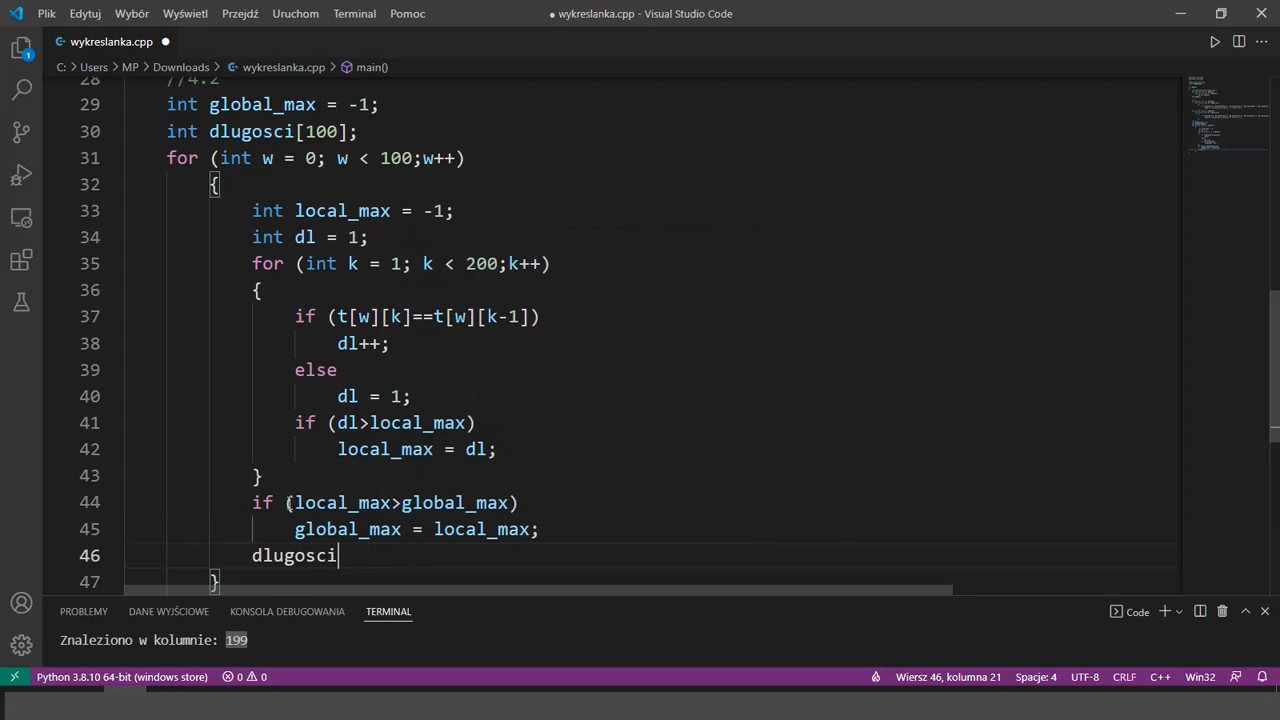 Plik Edytuj Wybór Wyświetl Przejdź Uruchom Terminal Pomoc ● wykreslanka.cpp - Visual Studio Code
wykreslanka.cpp ●
C: > Users > MP > Downloads > wykreslanka.cpp > main()
28 //4.2
29 int global_max = -1;
30 int dlugosci[100];
31 for (int w = 0; w < 100;w++)
32 {
33 int local_max = -1;
34 int dl = 1;
35 for (int k = 1; k < 200;k++)
36 {
37 if (t[w][k]==t[w][k-1])
38 dl++;
39 else
40 dl = 1;
41 if (dl>local_max)
42 local_max = dl;
43 }
44 if (local_max>global_max)
45 global_max = local_max;
46 dlugosci
47 }
1
PROBLEMY DANE WYJŚCIOWE KONSOLA DEBUGOWANIA TERMINAL Code
Znaleziono w kolumnie: 199
Python 3.8.10 64-bit (windows store) 0 0 Wiersz 46, kolumna 21 Spacje: 4 UTF-8 CRLF C++ Win32